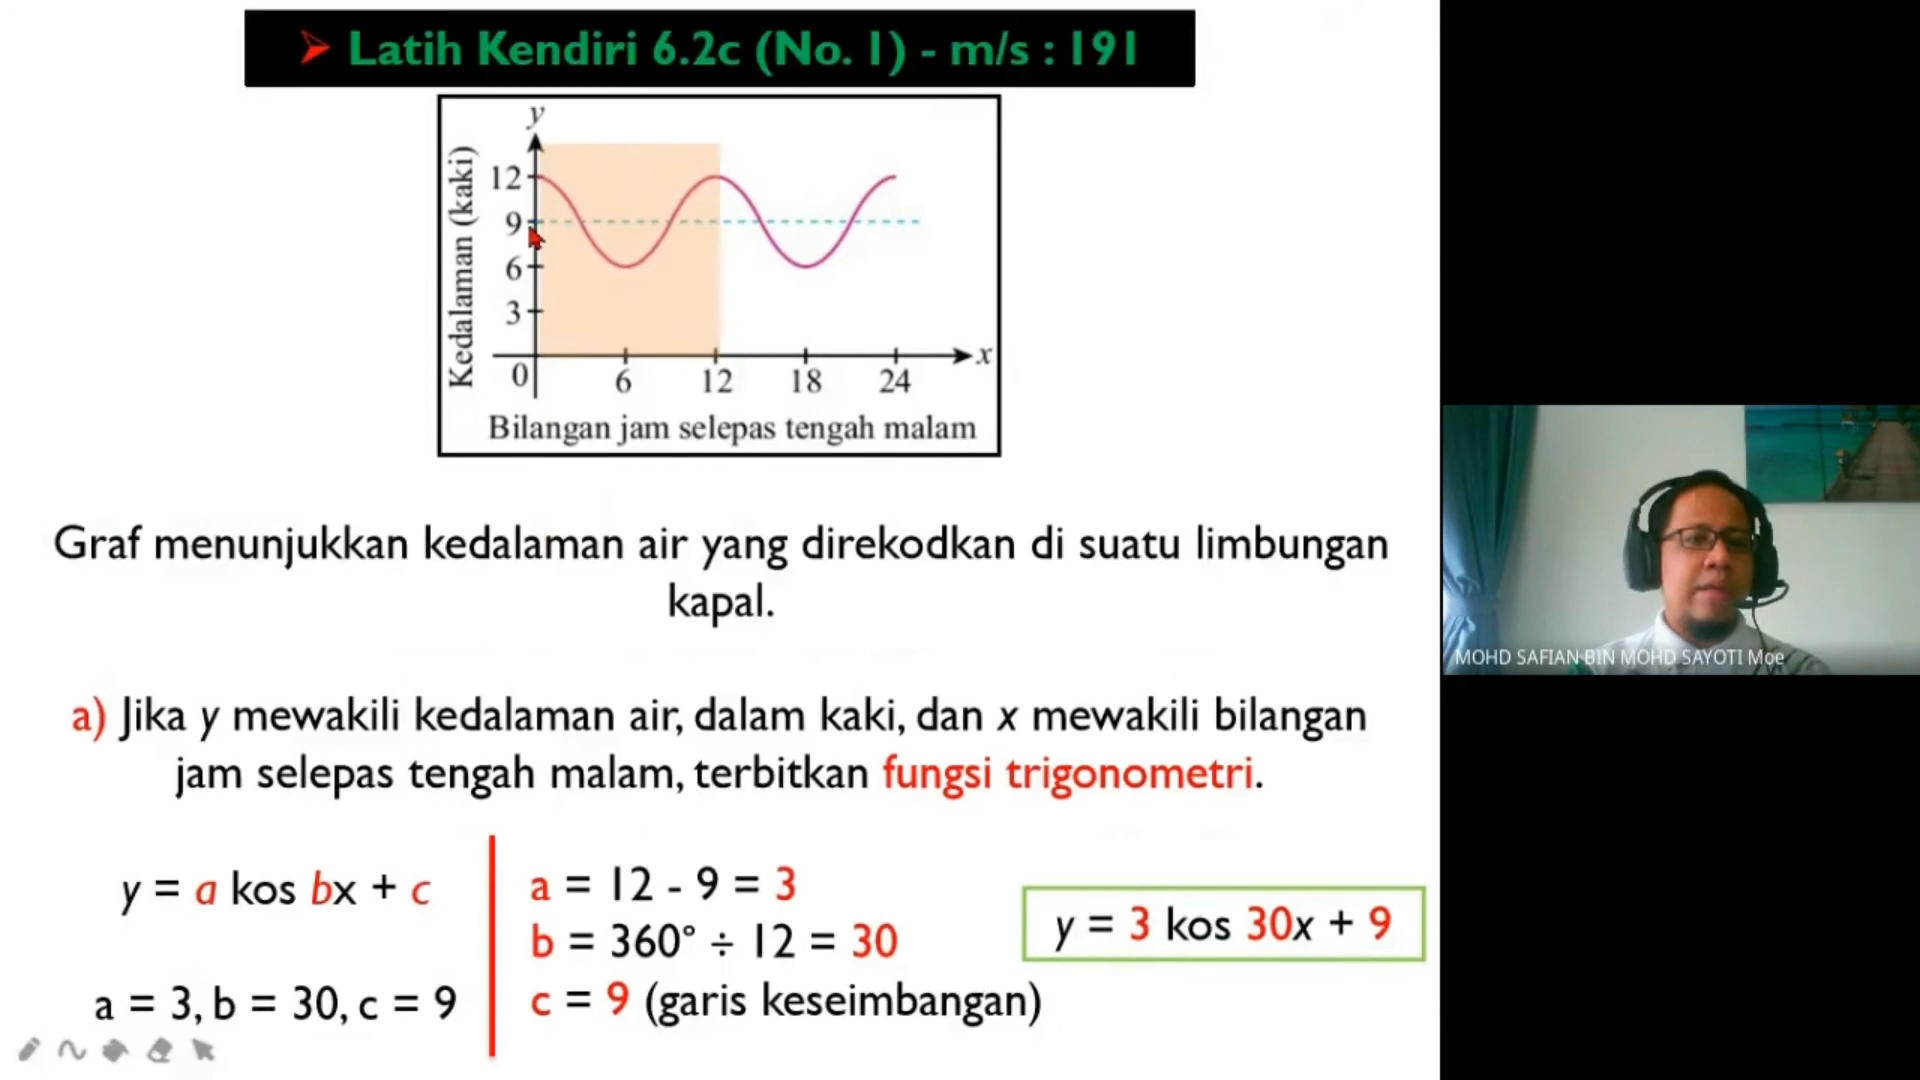 Latih Kendiri 6.2c (No. 1) - m/s : 191
y
Kedalaman (kaki)
12
9
6
3
0
6 12 18 24
x
Bilangan jam selepas tengah malam
Graf menunjukkan kedalaman air yang direkodkan di suatu limbungan
kapal.
MOHD SAFIAN BIN MOHD SAYOTI Moe
a) Jika y mewakili kedalaman air, dalam kaki, dan x mewakili bilangan
jam selepas tengah malam, terbitkan fungsi trigonometri.
y = a kos bx + c
a = 3, b = 30, c = 9
a = 12 - 9 = 3
b = 360° ÷ 12 = 30
c = 9 (garis keseimbangan)
y = 3 kos 30x + 9